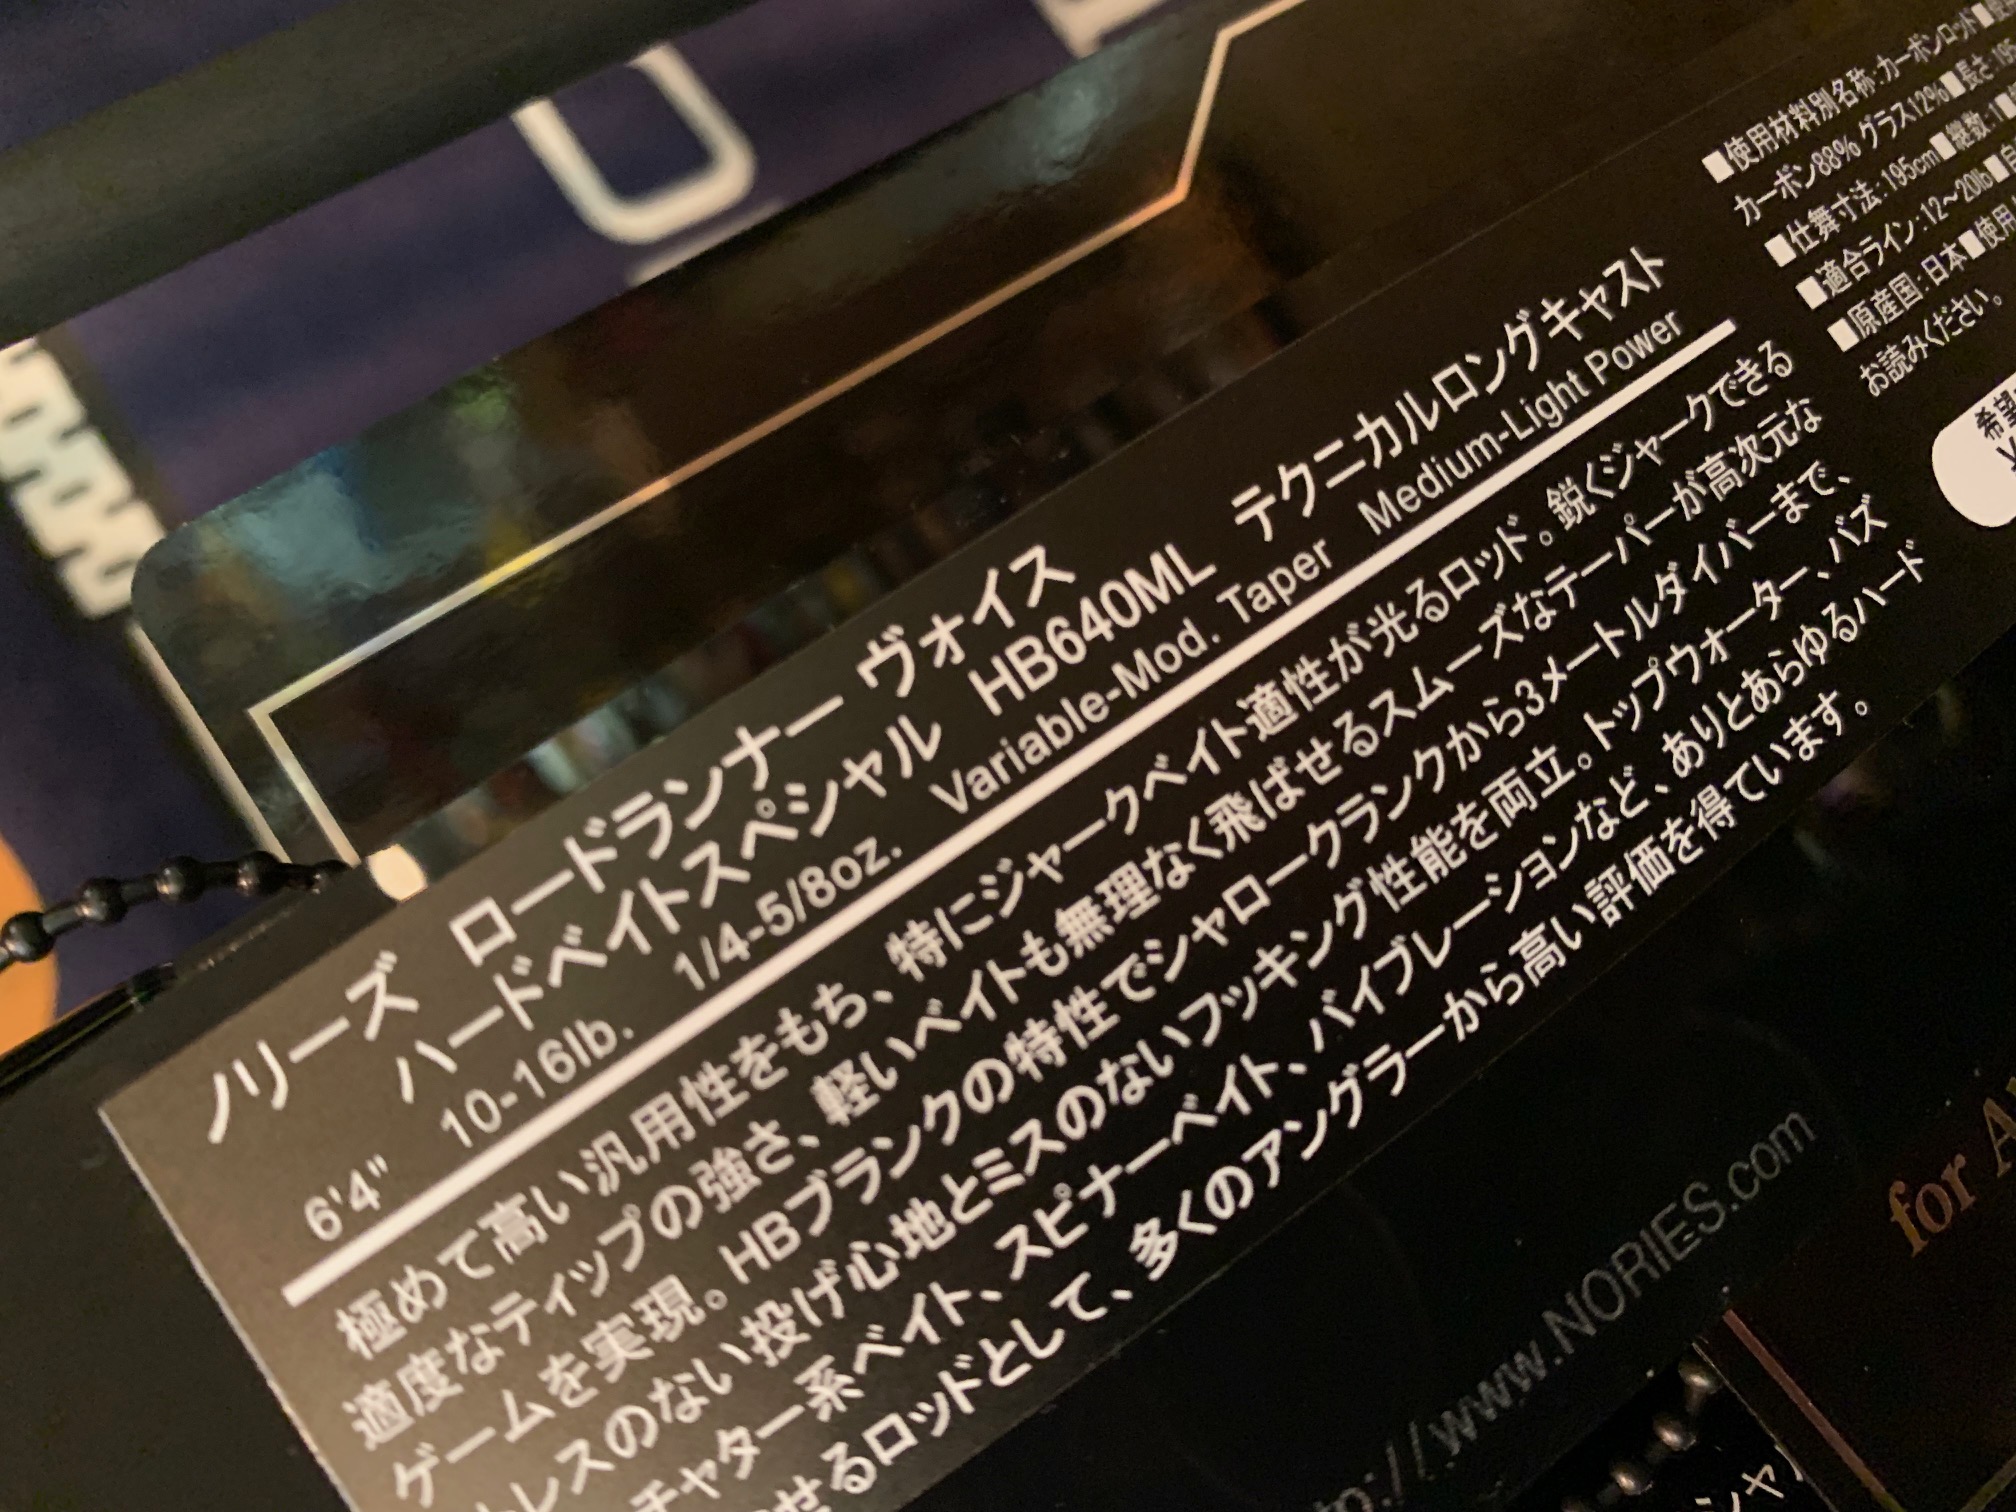 ノリーズ ロードランナー ヴォイス
ハードベイトスペシャル HB640ML テクニカルロングキャスト
6'4" 10-16lb. 1/4-5/8oz. Variable-Mod. Taper Medium-Light Power
極めて高い汎用性をもち、特にジャークベイト適性が光るロッド。鋭くジャークできる
適度なティップの強さ、軽いベイトも無理なく飛ばせるスムーズなテーパーが高次元な
ゲームを実現。HBブランクの特性でシャロークランクから3メートルダイバーまで、
トレスのない投げ心地とミスのないフッキング性能を両立。トップウォーター、バズ
チャター系ベイト、スピナーベイト、バイブレーションなど、ありとあらゆるハード
せるロッドとして、多くのアングラーから高い評価を得ています。
■使用材料別名称:カーボンロッド
カーボン88% グラス12%■長さ:195
■仕舞寸法:195cm■継数:1
■適合ライン:12~20lb
■原産国:日本■使用
お読みください。
希望
www.NORIES.com
for
シャ